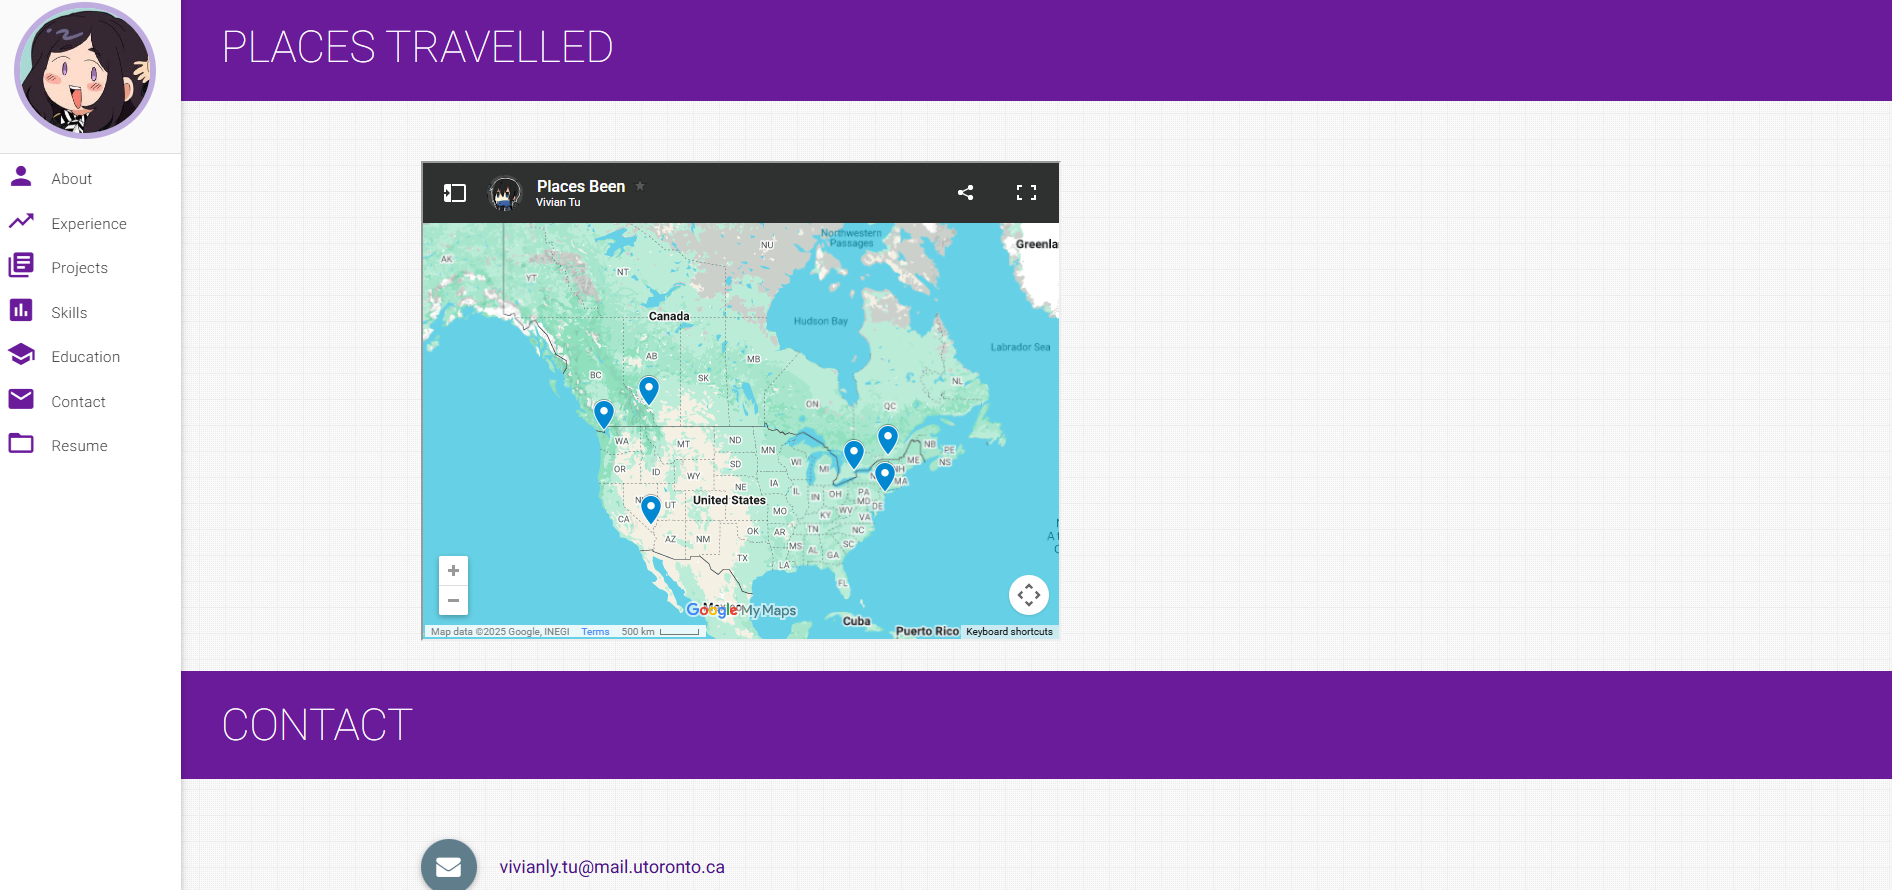 PLACES TRAVELLED
About
Experience
Projects
Skills
Education
Contact
Resume
Places Been
Vivian Tu
Northwestern
Passages
NU
Greenla
AK
YT
NT
Canada
Hudson Bay
Labrador Sea
AB
MB
BC
SK
NL
ON
QC
WA
MT
ND
MN
NB
PE
NS
ME
WI
MI
NH
OR
ID
SD
WY
MA
NE
IA
IL
IN
OH
PA
MD
DE
United States
UT
CA
MO
KY
WV
VA
AZ
NM
OK
AR
TN
NC
MS
AL
GA
SC
TX
LA
FL
Google My Maps
Cuba
Puerto Rico
Map data ©2025 Google, INEGI
Terms
500 km
Keyboard shortcuts
CONTACT
vivianly.tu@mail.utoronto.ca